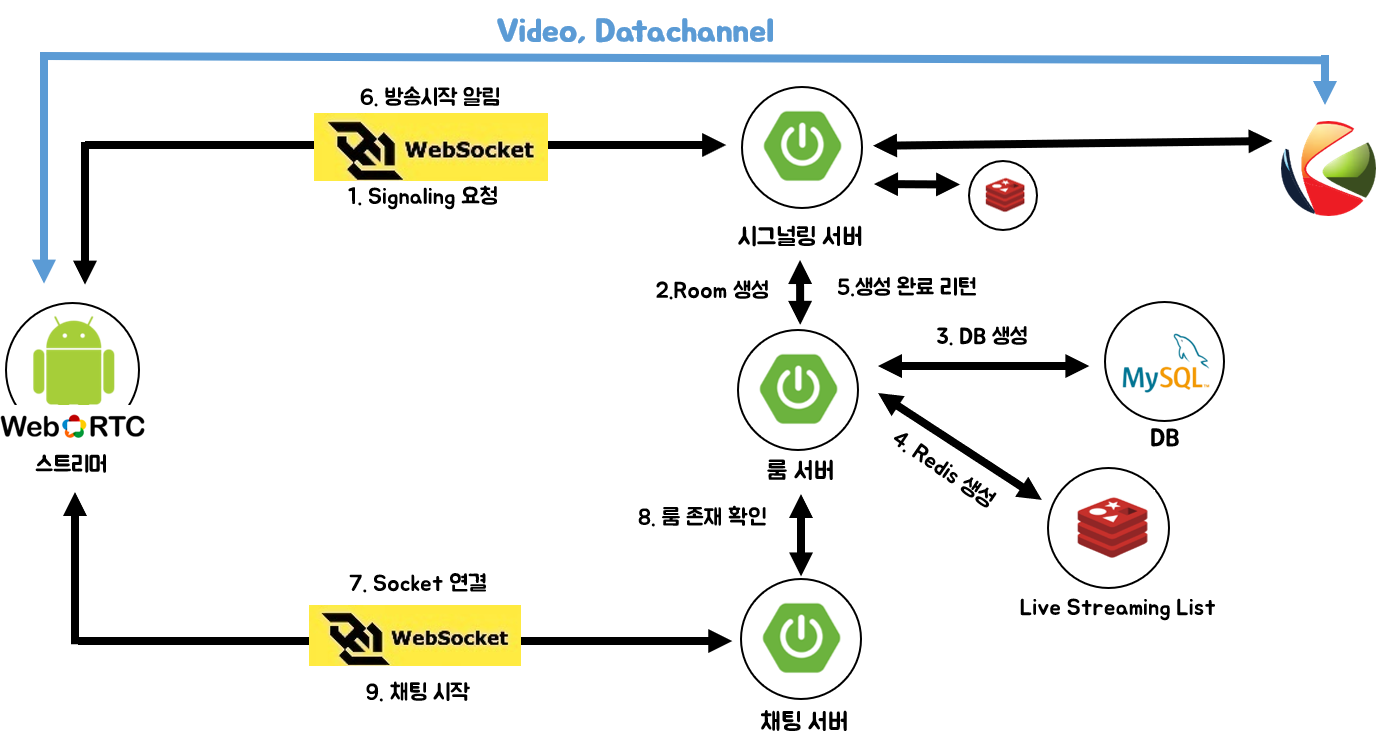 Video, Datachannel
6. 방송시작 알림
WebSocket
1. Signaling 요청
시그널링 서버
2.Room 생성
5.생성 완료 리턴
3. DB 생성
MySQL™
DB
WebRTC
스트리머
룸 서버
4. Redis 생성
8. 룸 존재 확인
7. Socket 연결
WebSocket
9. 채팅 시작
Live Streaming List
채팅 서버